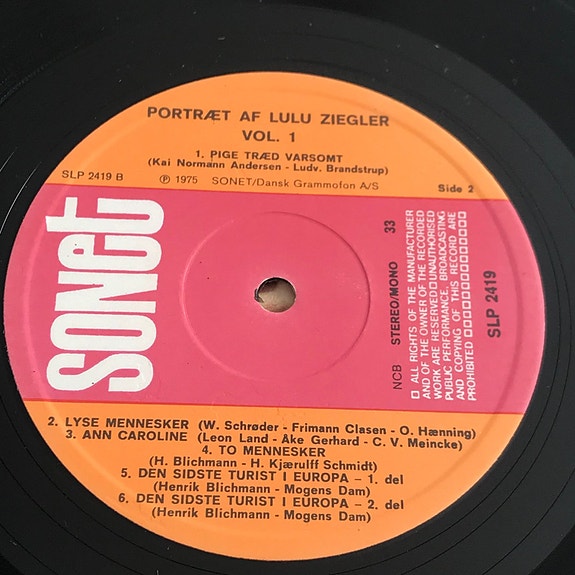 PORTRÆT AF LULU ZIEGLER
VOL. 1
1. PIGE TRÆD VARSOMT
(Kai Normann Andersen - Ludv. Brandstrup)
SLP 2419 B
℗ 1975 SONET/Dansk Grammofon A/S
Side 2
SONET
NCB STEREO/MONO 33
□ ALL RIGHTS OF THE MANUFACTURER
AND OF THE OWNER OF THE RECORDED
WORK ARE RESERVED □ UNAUTHORISED
PUBLIC PERFORMANCE, BROADCASTING
AND COPYING OF THIS RECORD ARE
PROHIBITED □□□□□□□□□□□
SLP 2419
2. LYSE MENNESKER (W. Schrøder - Frimann Clasen - O. Hænning)
3. ANN CAROLINE (Leon Land - Åke Gerhard - C. V. Meincke)
4. TO MENNESKER
(H. Blichmann - H. Kjærulff Schmidt)
5. DEN SIDSTE TURIST I EUROPA - 1. del
(Henrik Blichmann - Mogens Dam)
6. DEN SIDSTE TURIST I EUROPA - 2. del
(Henrik Blichmann - Mogens Dam)